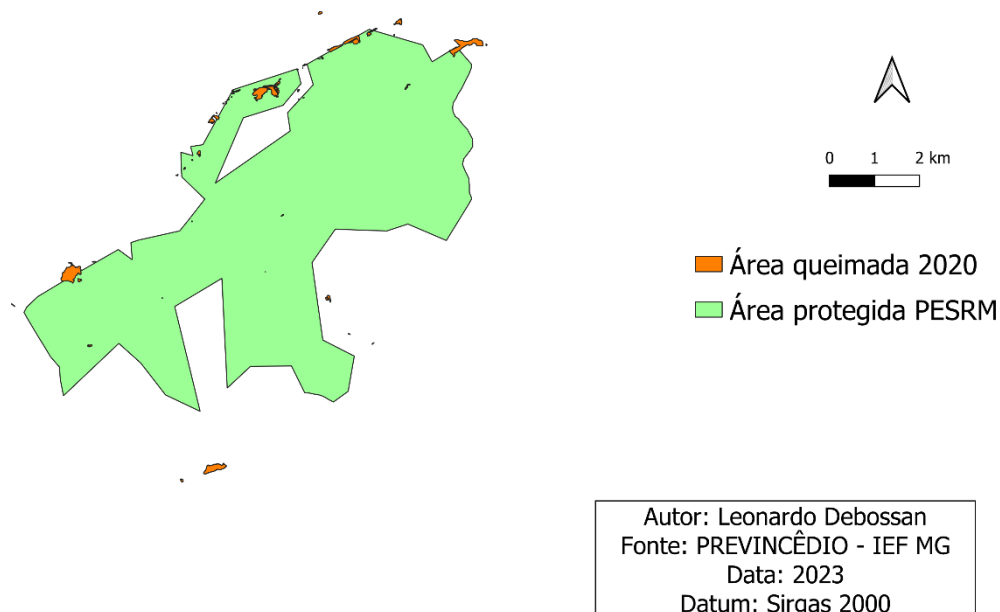 0 1 2 km
Área queimada 2020
Área protegida PESRM
Autor: Leonardo Debossan
Fonte: PREVINCÊDIO - IEF MG
Data: 2023
Datum: Sirgas 2000